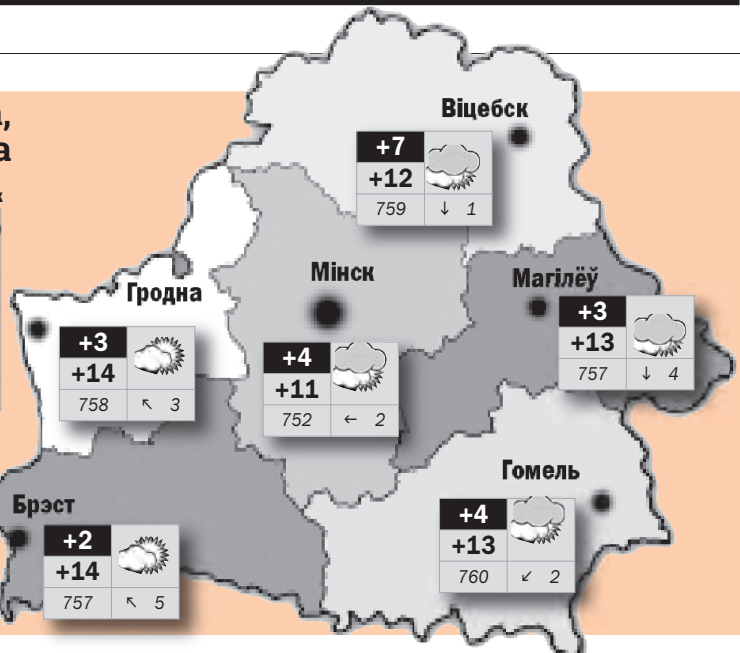 Віцебск
+7
+12
759 ↓ 1
Мінск
+4
+11
752 ← 2
Магілёў
+3
+13
757 ↓ 4
Гродна
+3
+14
758 ↖ 3
Гомель
+4
+13
760 ↙ 2
Брэст
+2
+14
757 ↖ 5